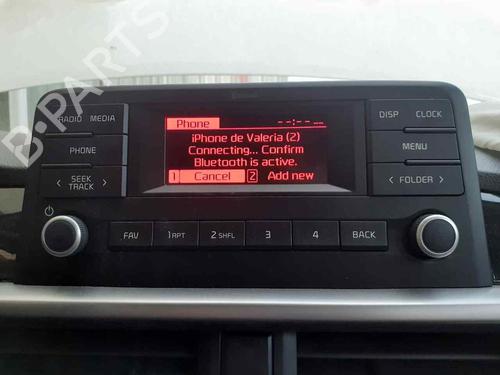 RADIO MEDIA
PHONE
SEEK
TRACK
Phone
--:--
iPhone de Valeria (2)
Connecting... Confirm
Bluetooth is active.
1 Cancel 2 Add new
DISP CLOCK
MENU
< FOLDER >
FAV
1 RPT
2 SHFL
3
4
BACK
B-PARTS